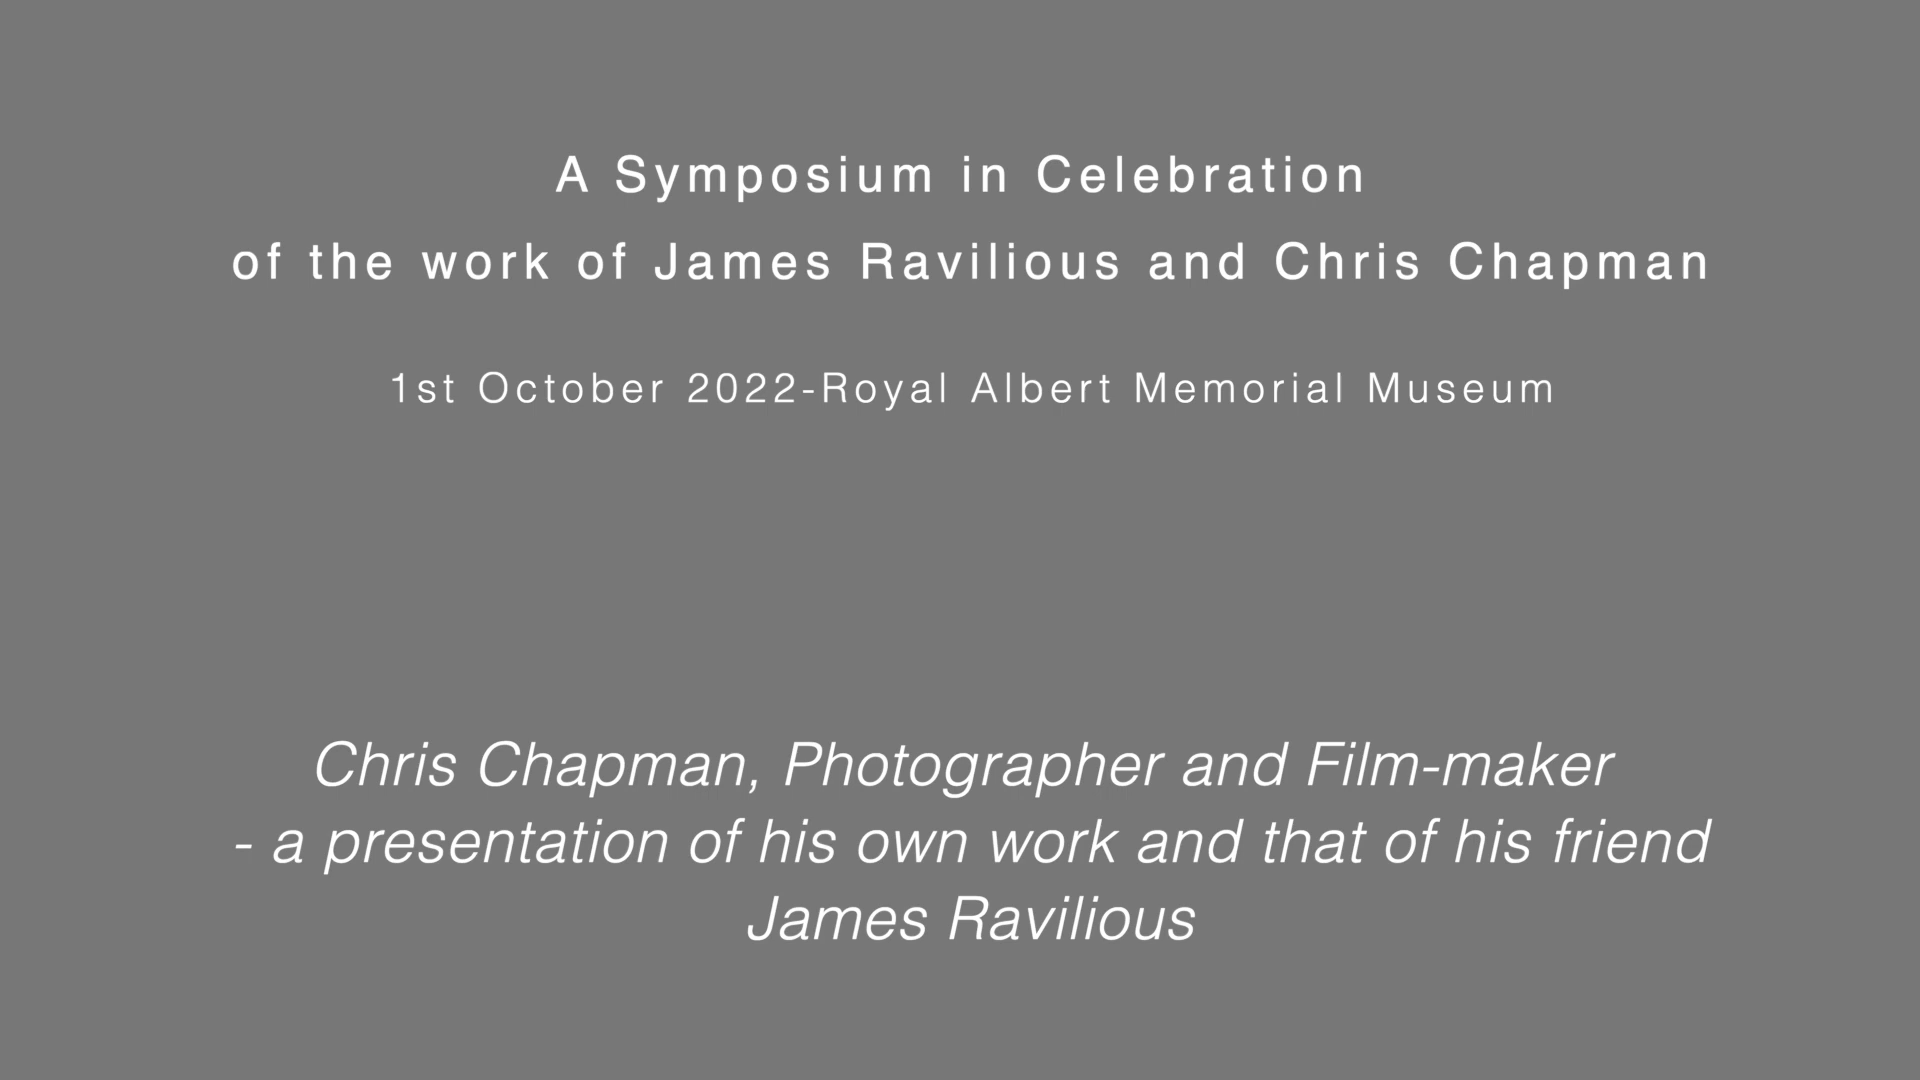 A Symposium in Celebration
of the work of James Ravilious and Chris Chapman
1st October 2022-Royal Albert Memorial Museum
Chris Chapman, Photographer and Film-maker
- a presentation of his own work and that of his friend
James Ravilious